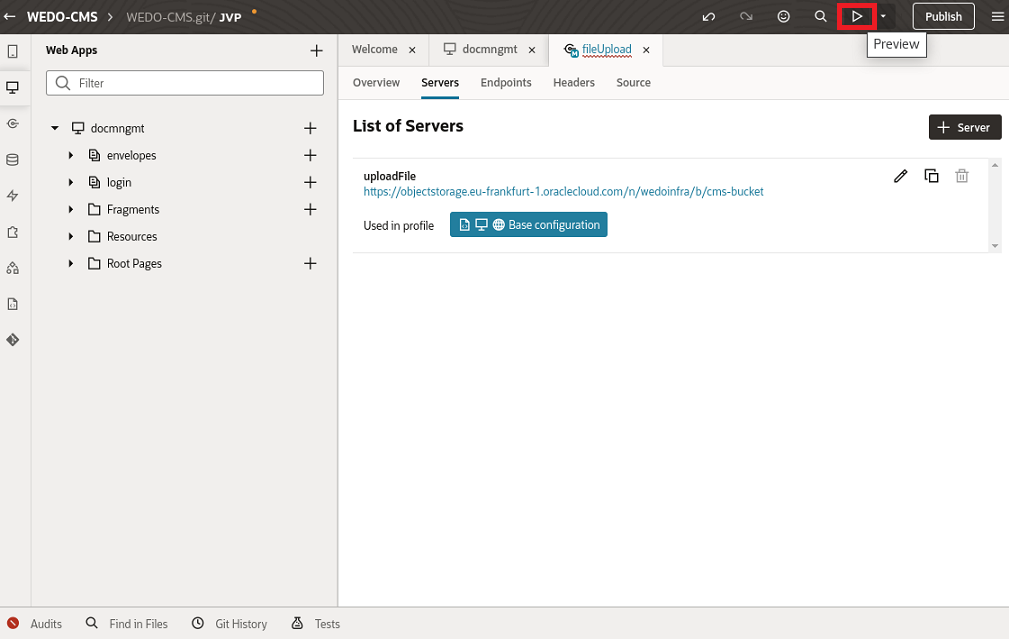 WEDO-CMS > WEDO-CMS.git/ JVP
Publish
Preview
Web Apps
Filter
docmngmt
envelopes
login
Fragments
Resources
Root Pages
Welcome × docmngmt × fileUpload ×
Overview Servers Endpoints Headers Source
List of Servers
+ Server
uploadFile
https://objectstorage.eu-frankfurt-1.oraclecloud.com/n/wedoinfra/b/cms-bucket
Used in profile Base configuration
Audits Find in Files Git History Tests